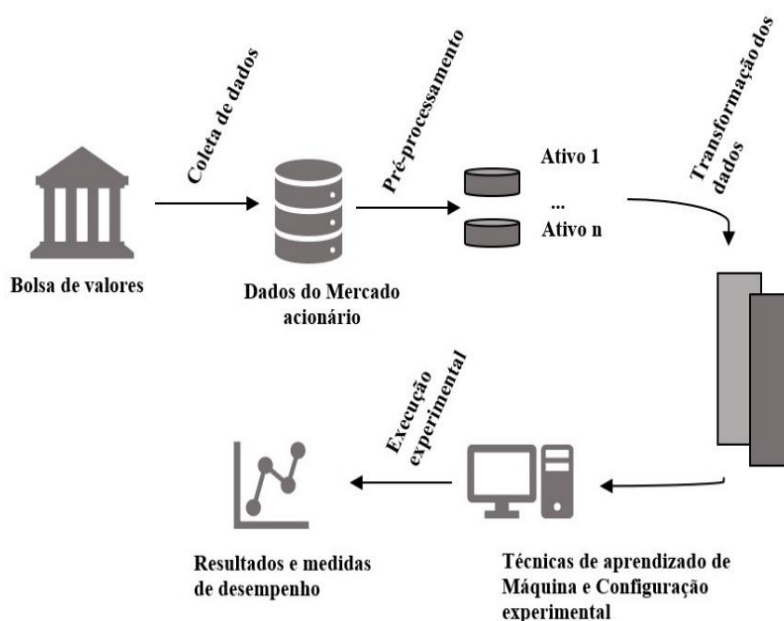 Coleta de dados
Pré-processamento
Transformação dos
dados
Ativo 1
...
Ativo n
Bolsa de valores
Dados do Mercado
acionário
Execução
experimental
Resultados e medidas
de desempenho
Técnicas de aprendizado de
Máquina e Configuração
experimental